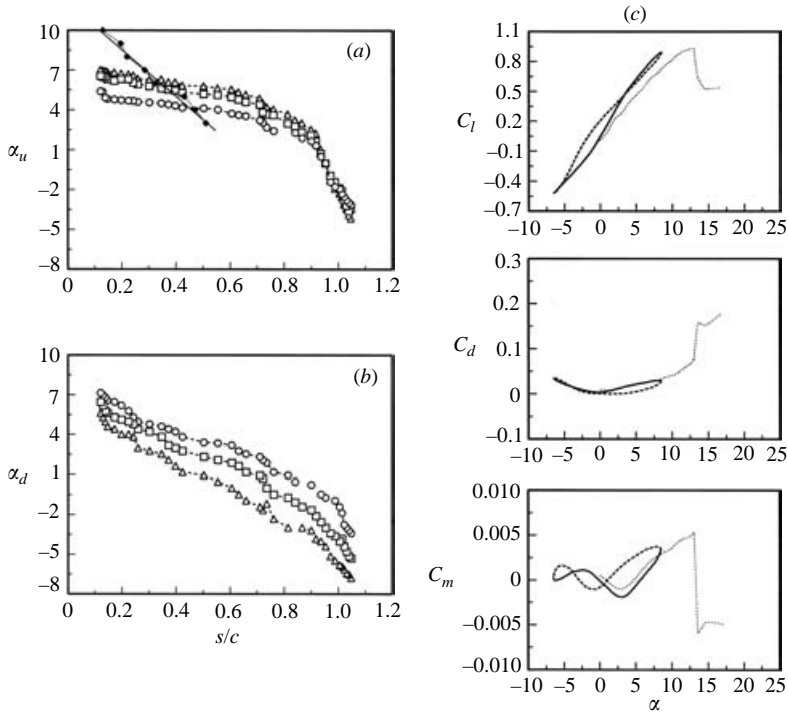 (a)
10
7
4
1
−2
−5
−8
α_u
0 0.2 0.4 0.6 0.8 1.0 1.2
(b)
10
7
4
1
−2
−5
−8
α_d
0 0.2 0.4 0.6 0.8 1.0 1.2
s/c
(c)
1.1
0.8
0.5
0.2
−0.1
−0.4
−0.7
C_l
−10 −5 0 5 10 15 20 25
0.3
0.2
0.1
0
−0.1
C_d
−10 −5 0 5 10 15 20 25
0.010
0.005
0
−0.005
−0.010
C_m
−10 −5 0 5 10 15 20 25
α